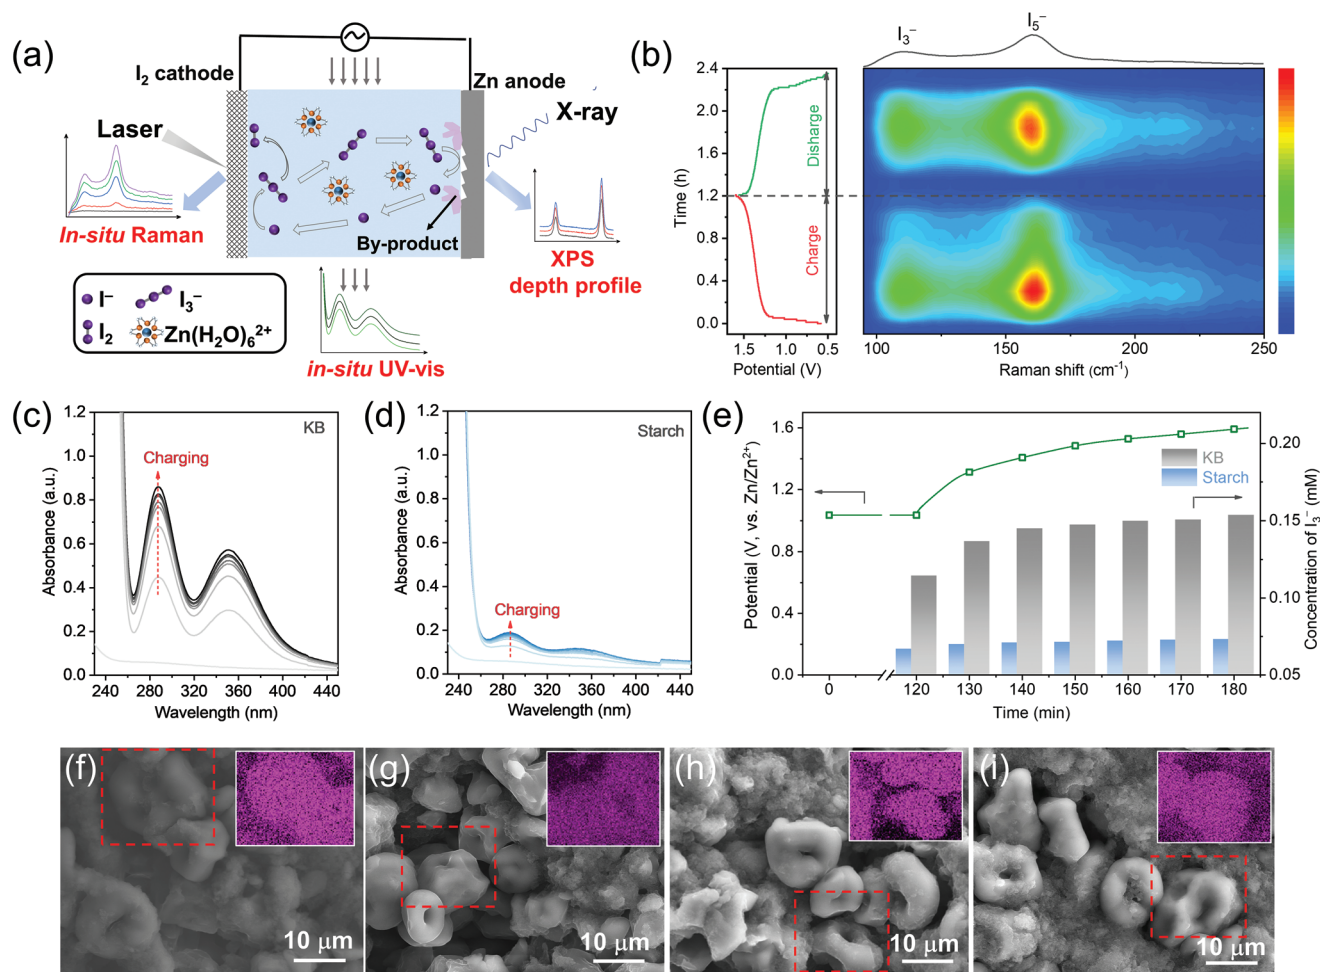 (a)
I₂ cathode
Zn anode
Laser
X-ray
In-situ Raman
By-product
XPS
depth profile
I⁻
I₃⁻
I₂
Zn(H₂O)₆²⁺
in-situ UV-vis
(b)
I₃⁻
I₅⁻
2.4
2.0
1.6
1.2
0.8
0.4
0.0
Time (h)
Disharge
Charge
1.5
1.0
0.5
Potential (V)
100
150
200
250
Raman shift (cm⁻¹)
(c)
KB
Charging
1.2
1.0
0.8
0.6
0.4
0.2
0.0
Absorbance (a.u.)
240
280
320
360
400
440
Wavelength (nm)
(d)
Starch
Charging
1.2
1.0
0.8
0.6
0.4
0.2
0.0
Absorbance (a.u.)
240
280
320
360
400
440
Wavelength (nm)
(e)
1.6
1.2
0.8
0.4
0.0
Potential (V, vs. Zn/Zn²⁺)
KB
Starch
0.20
0.15
0.10
0.05
Concentration of I₃⁻ (mM)
0
120
130
140
150
160
170
180
Time (min)
(f)
10 μm
(g)
10 μm
(h)
10 μm
(i)
10 μm